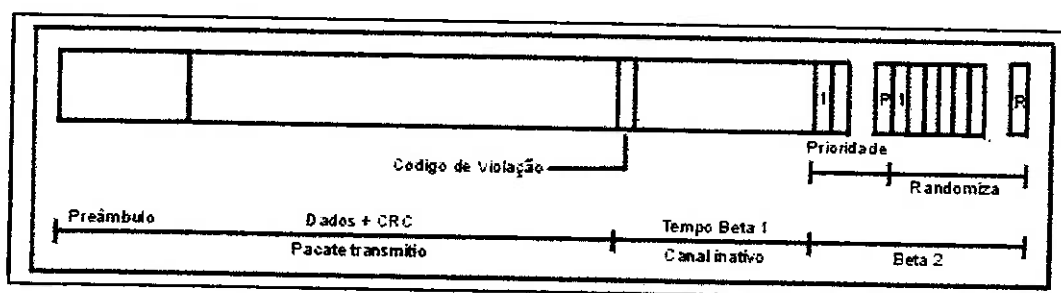 1 P 1 R
Prioridade
Codigo de Violação
Randomiza
Preâmbulo Dados + CRC Tempo Beta 1
Pacate transmitio Canal inativo Beta 2